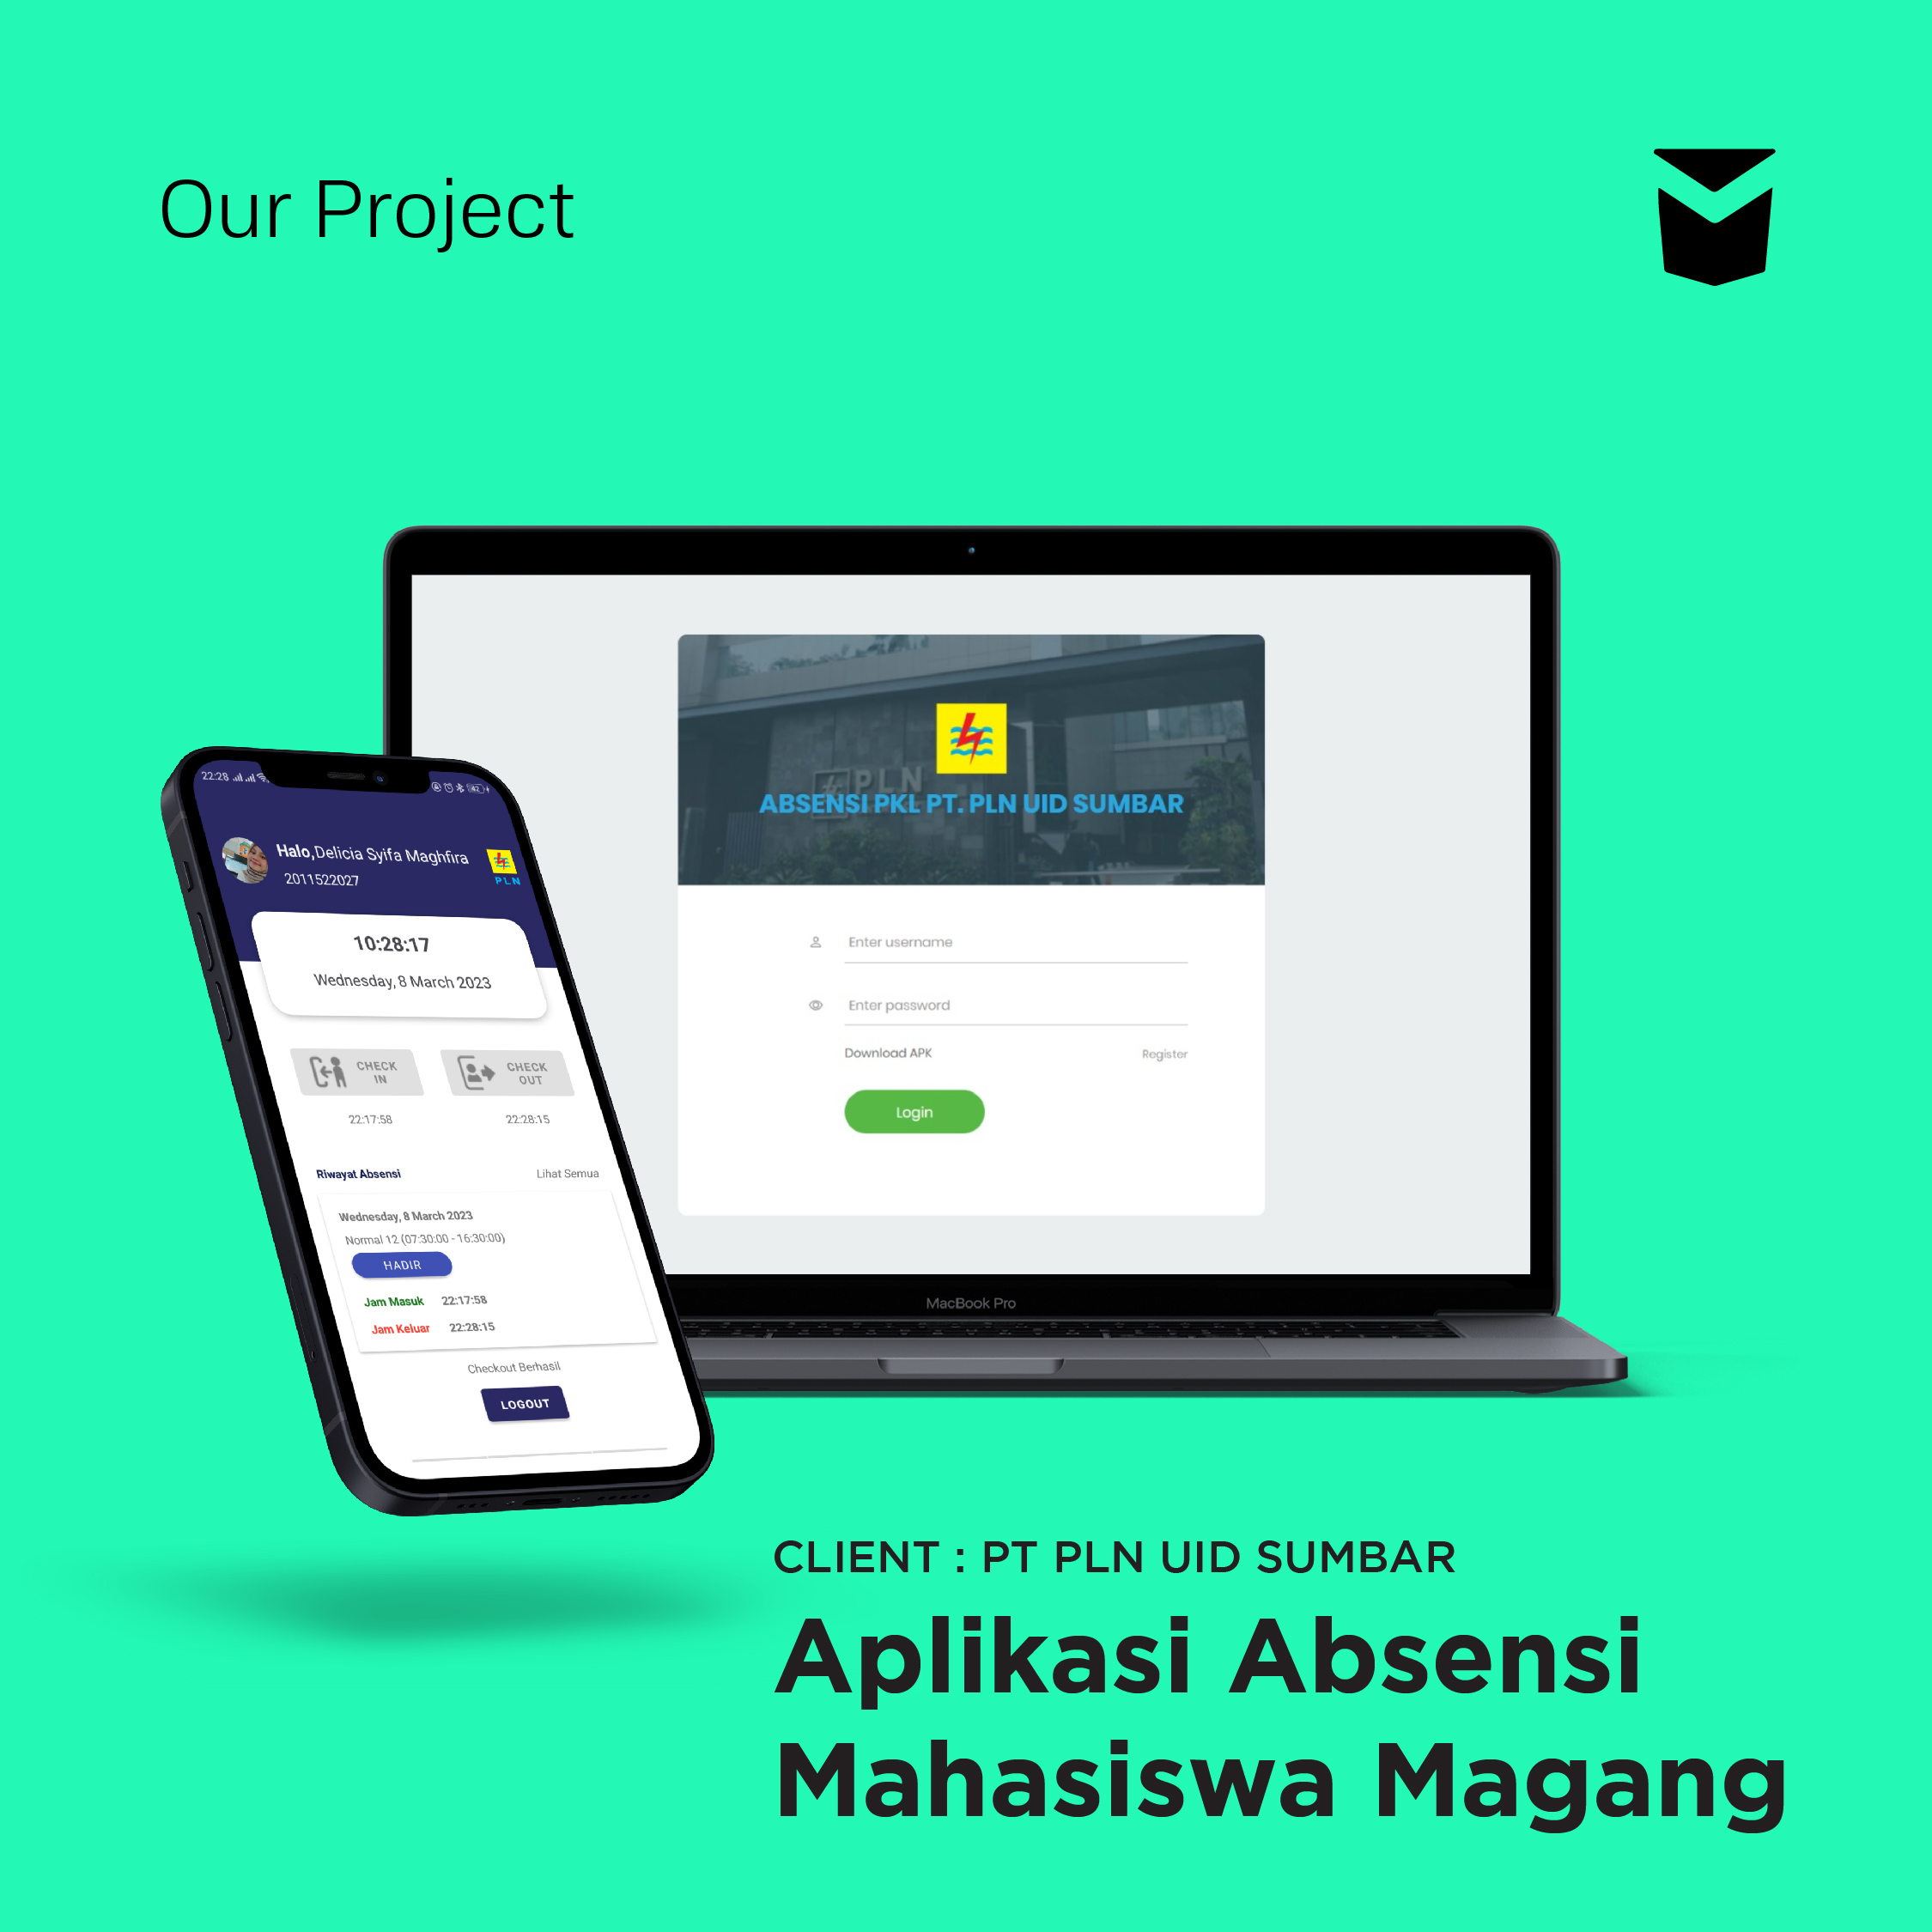 Our Project
PLN
ABSENSI PKL PT. PLN UID SUMBAR
Enter username
Enter password
Download APK Register
Login
MacBook Pro
22:28
Halo,Delicia Syifa Maghfira
2011522027
PLN
10:28:17
Wednesday, 8 March 2023
CHECK IN
CHECK OUT
22:17:58 22:28:15
Riwayat Absensi Lihat Semua
Wednesday, 8 March 2023
Normal 12 (07:30:00 - 16:30:00)
HADIR
Jam Masuk 22:17:58
Jam Keluar 22:28:15
Checkout Berhasil
LOGOUT
CLIENT : PT PLN UID SUMBAR
Aplikasi Absensi
Mahasiswa Magang